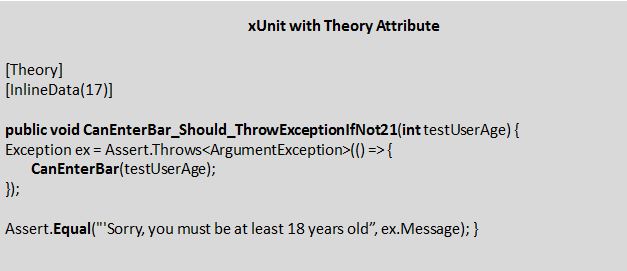 xUnit with Theory Attribute
[Theory]
[InlineData(17)]
public void CanEnterBar_Should_ThrowExceptionIfNot21(int testUserAge) {
Exception ex = Assert.Throws<ArgumentException>(() => {
CanEnterBar(testUserAge);
});
Assert.Equal("'Sorry, you must be at least 18 years old”, ex.Message); }